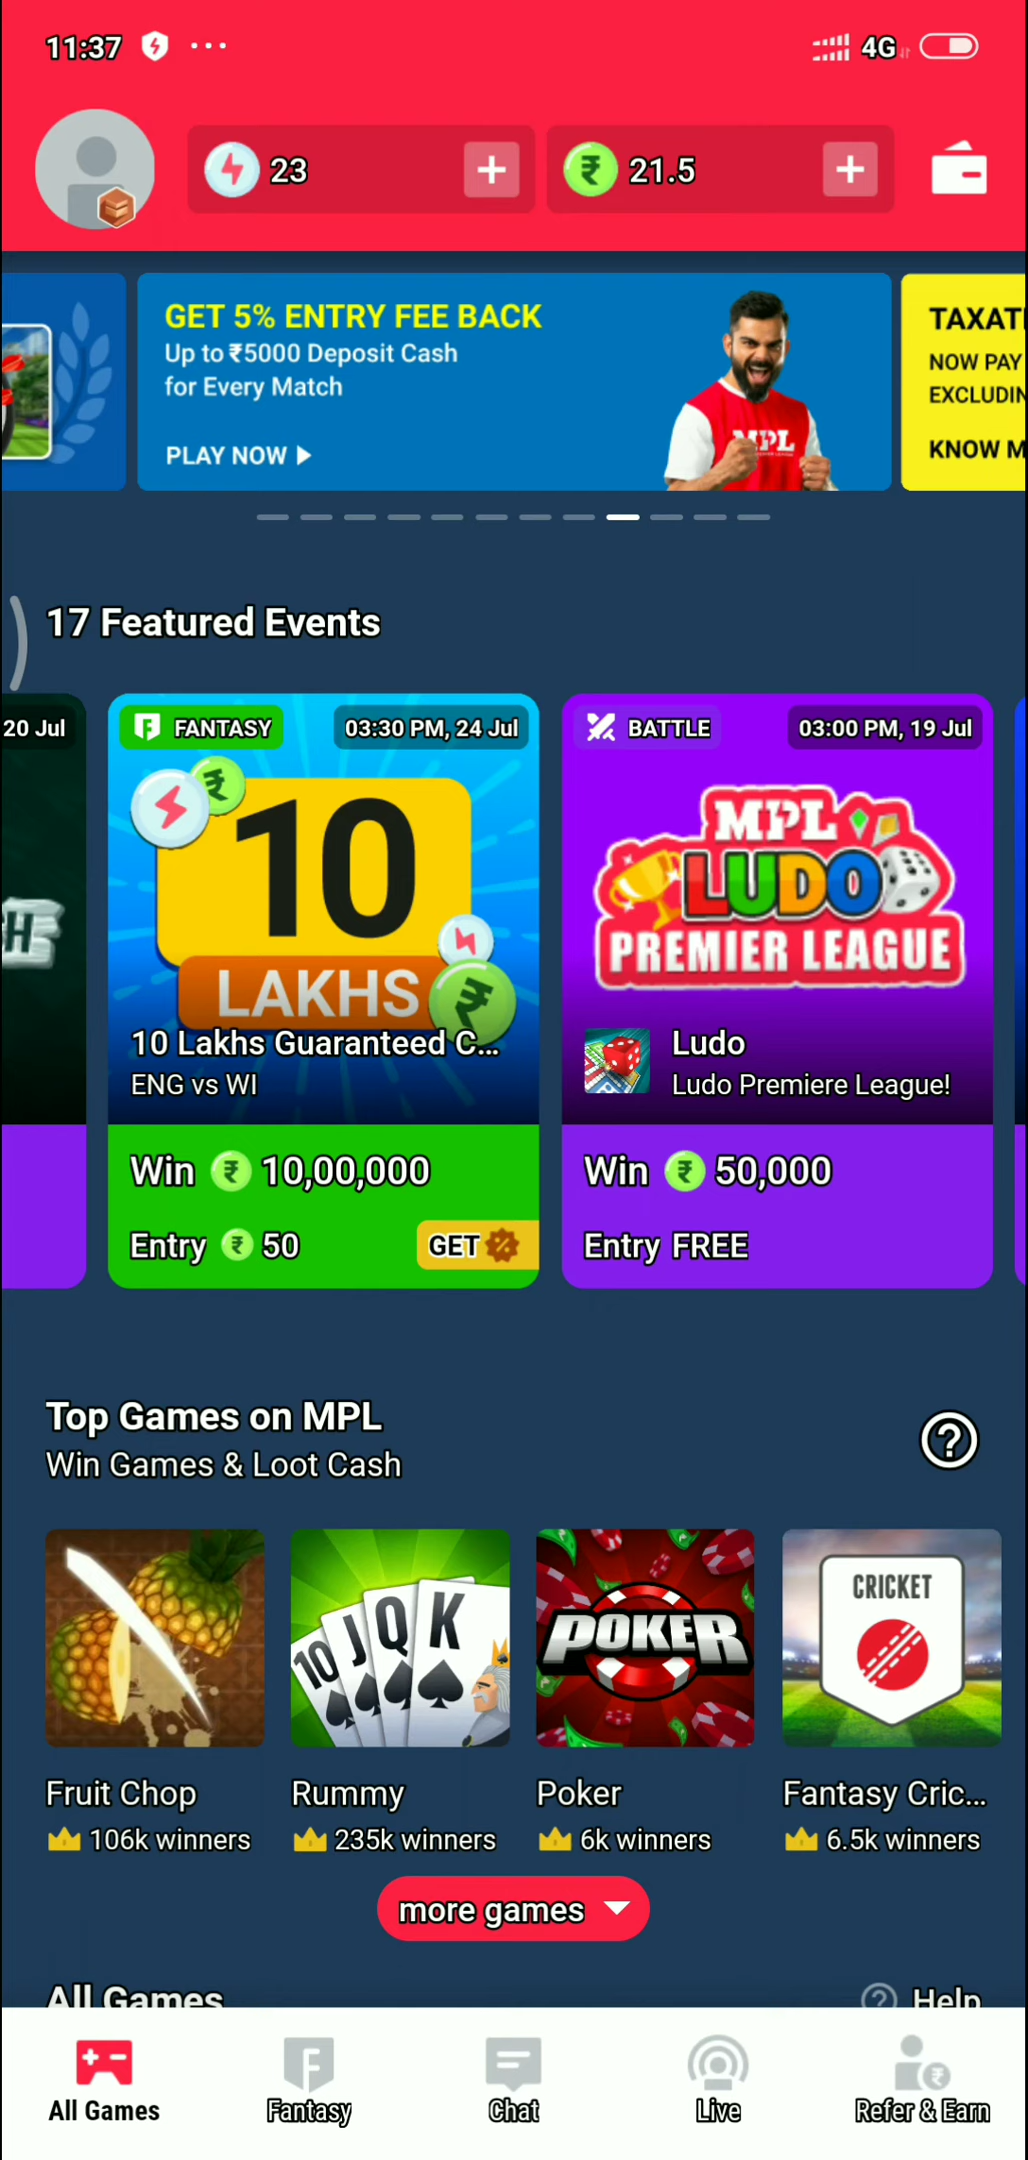 11:37
4G
23
21.5
GET 5% ENTRY FEE BACK
Up to ₹5000 Deposit Cash
for Every Match
PLAY NOW
MPL
TAXATI
NOW PAY
EXCLUDIN
KNOW M
17 Featured Events
20 Jul
H
FANTASY
03:30 PM, 24 Jul
10
LAKHS
10 Lakhs Guaranteed C...
ENG vs WI
Win ₹ 10,00,000
Entry ₹ 50
GET
BATTLE
03:00 PM, 19 Jul
MPL
LUDO
PREMIER LEAGUE
Ludo
Ludo Premiere League!
Win ₹ 50,000
Entry FREE
Top Games on MPL
Win Games & Loot Cash
10 J Q K
POKER
CRICKET
Fruit Chop
106k winners
Rummy
235k winners
Poker
6k winners
Fantasy Cric...
6.5k winners
more games
All Games
Help
All Games
Fantasy
Chat
Live
Refer & Earn